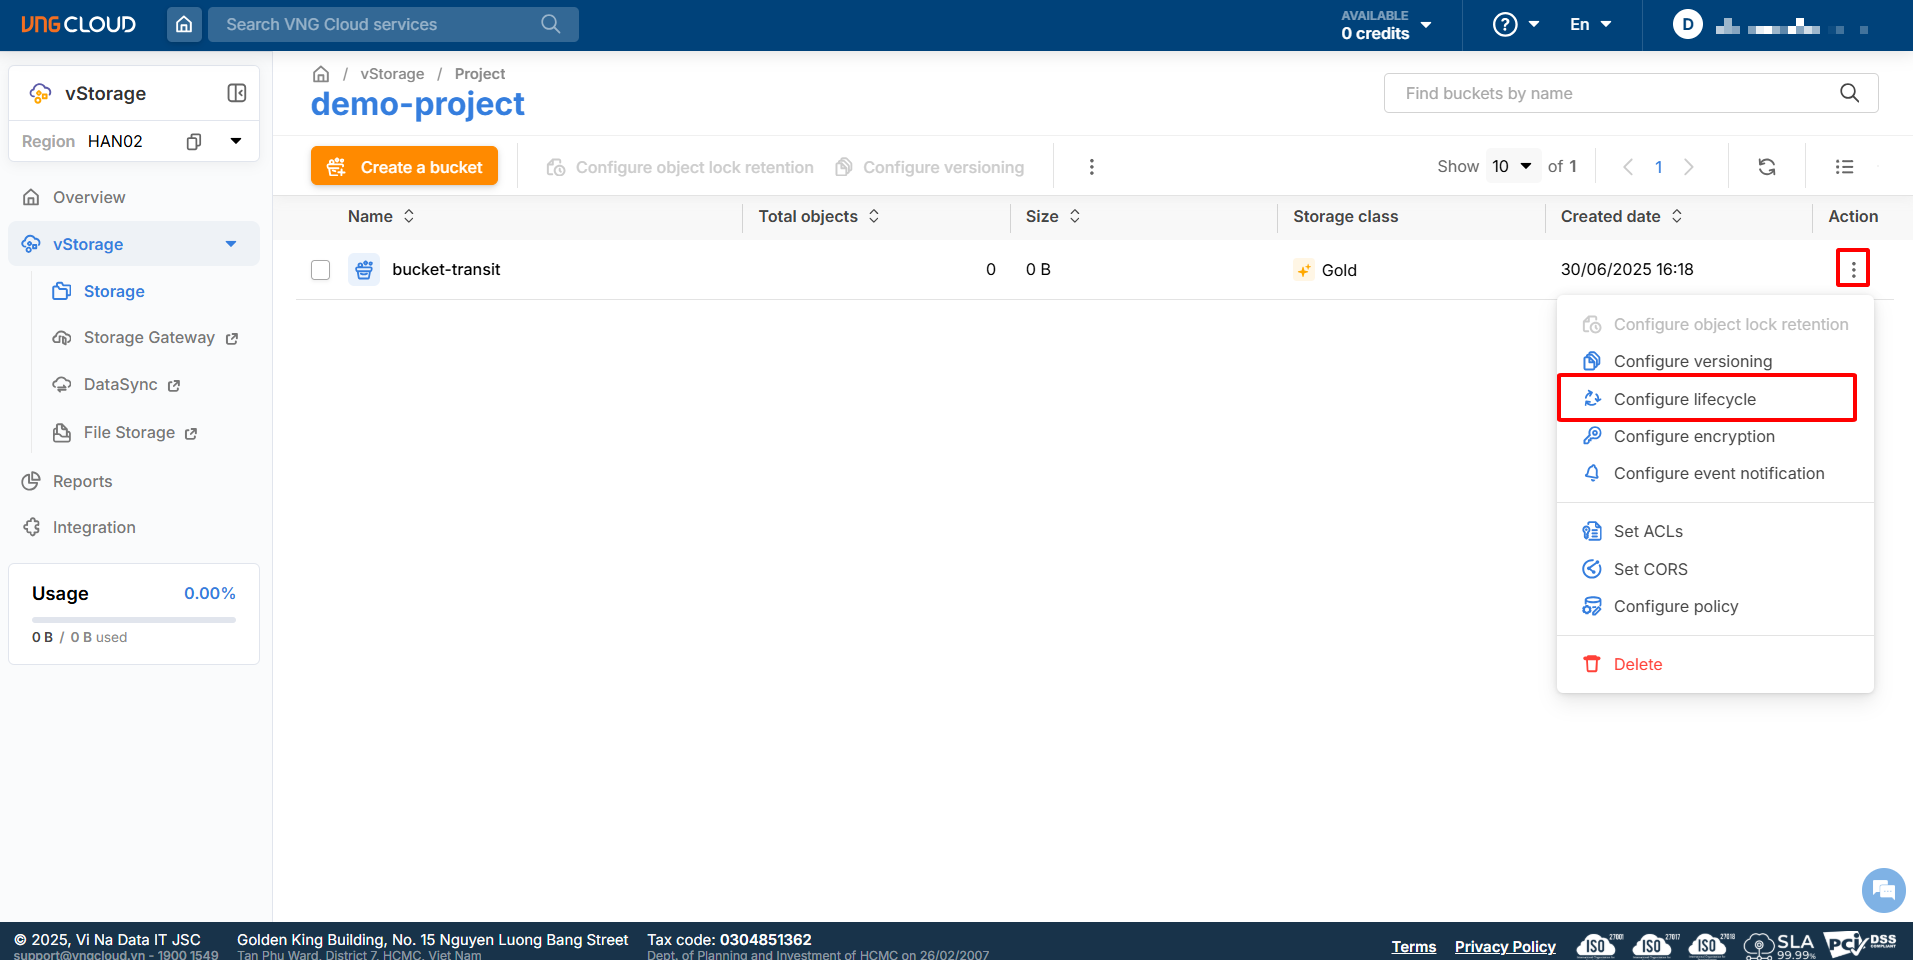 VNGCLOUD
Search VNG Cloud services
AVAILABLE
0 credits
?
En
D
vStorage
Region HAN02
Overview
vStorage
Storage
Storage Gateway
DataSync
File Storage
Reports
Integration
Usage 0.00%
0 B / 0 B used
/ vStorage / Project
demo-project
Find buckets by name
Create a bucket
Configure object lock retention
Configure versioning
Show 10 of 1
1
Name Total objects Size Storage class Created date Action
bucket-transit 0 0 B Gold 30/06/2025 16:18
Configure object lock retention
Configure versioning
Configure lifecycle
Configure encryption
Configure event notification
Set ACLs
Set CORS
Configure policy
Delete
© 2025, Vi Na Data IT JSC
support@vngcloud.vn - 1900 1549
Golden King Building, No. 15 Nguyen Luong Bang Street
Tan Phu Ward, District 7, HCMC, Viet Nam
Tax code: 0304851362
Dept. of Planning and Investment of HCMC on 26/02/2007
Terms
Privacy Policy
ISO 27001
ISO 27017
ISO 27018
SLA
99.99%
PCI DSS
COMPLIANT